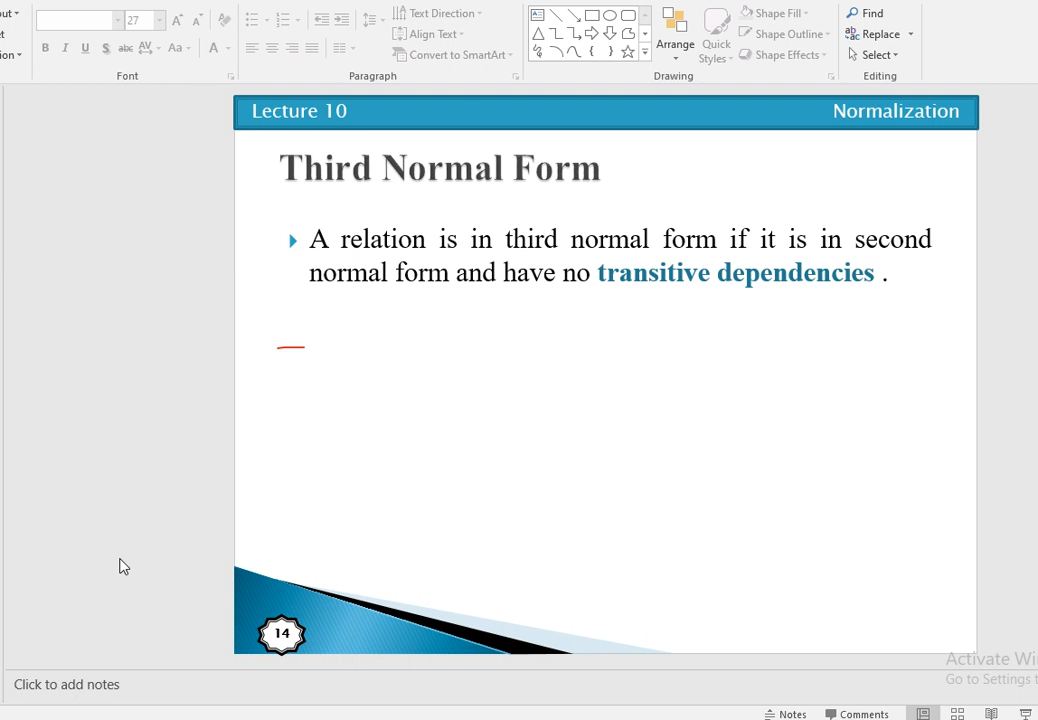 out
27
Aa
Text Direction
Align Text
Convert to SmartArt
Arrange
Quick
Styles
Shape Fill
Shape Outline
Shape Effects
Find
Replace
Select
Font
Paragraph
Drawing
Editing
Lecture 10
Normalization
Third Normal Form
A relation is in third normal form if it is in second
normal form and have no transitive dependencies .
14
Activate Wi
Go to Settings t
Click to add notes
Notes
Comments